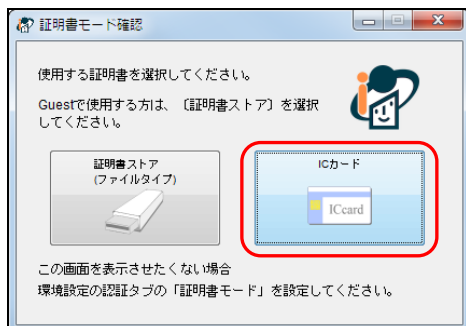 証明書モード確認
使用する証明書を選択してください。
Guestで使用する方は、〔証明書ストア〕を選択
してください。
証明書ストア
(ファイルタイプ)
ICカード
ICcard
この画面を表示させたくない場合
環境設定の認証タブの「証明書モード」を設定してください。